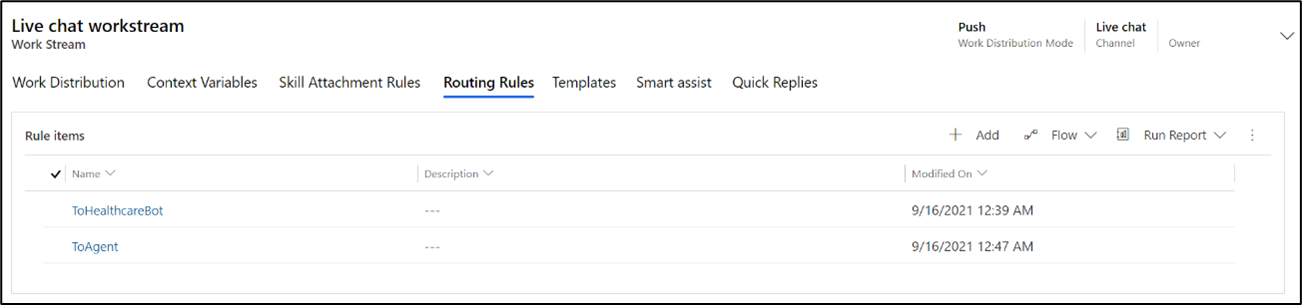 Live chat workstream
Work Stream
Push
Work Distribution Mode
Live chat
Channel
Owner
Work Distribution Context Variables Skill Attachment Rules Routing Rules Templates Smart assist Quick Replies
Rule items
Add Flow Run Report
Name Description Modified On
ToHealthcareBot --- 9/16/2021 12:39 AM
ToAgent --- 9/16/2021 12:47 AM